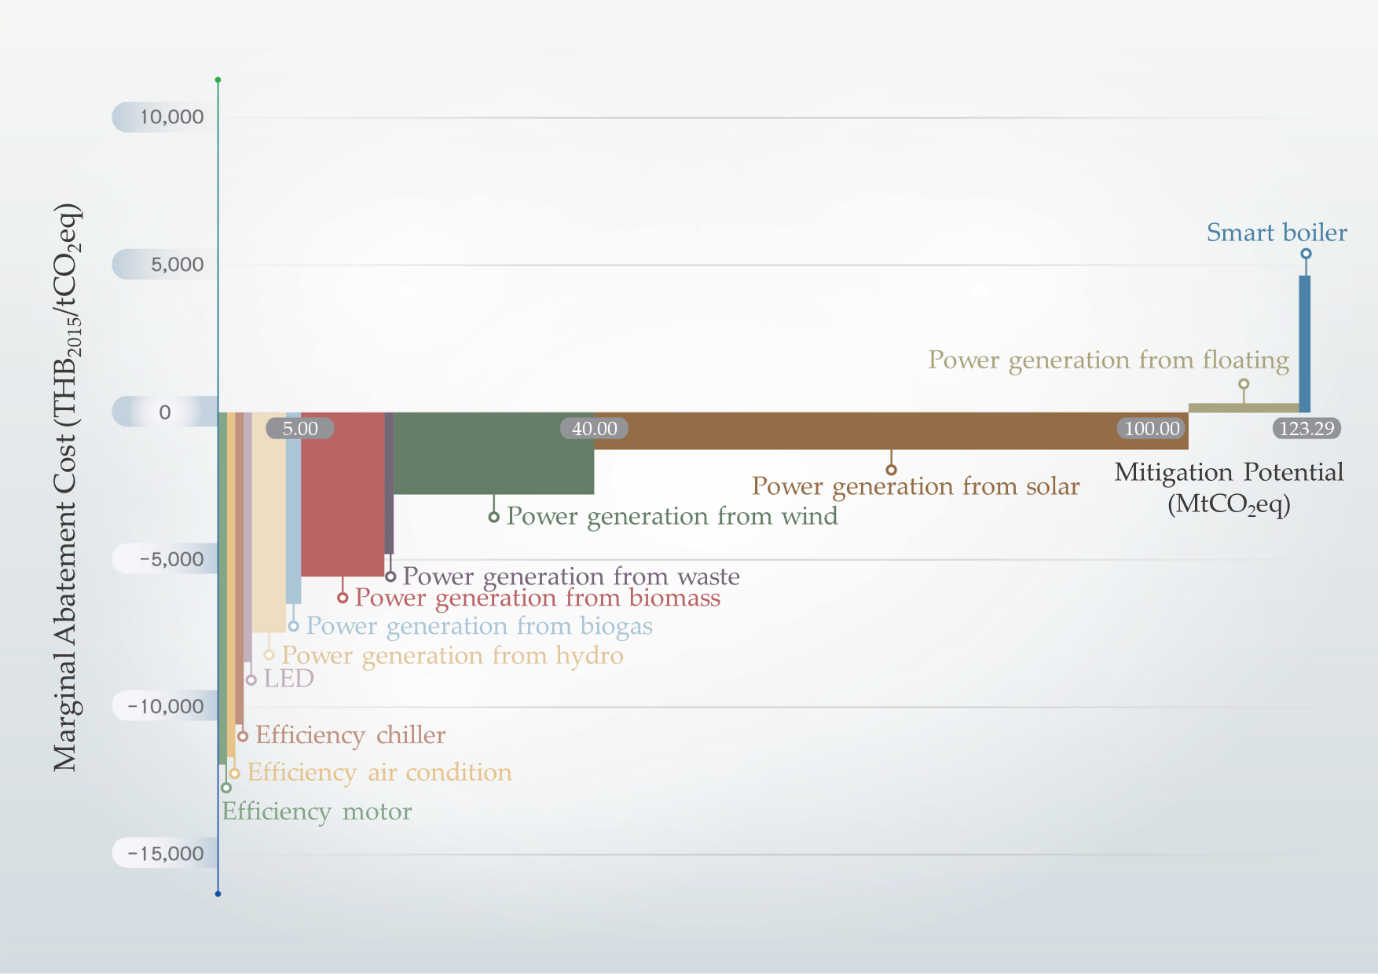 10,000
5,000
0
−5,000
−10,000
−15,000
Marginal Abatement Cost (THB2015/tCO2eq)
Smart boiler
Power generation from floating
5.00
40.00
100.00
123.29
Mitigation Potential
(MtCO2eq)
Power generation from solar
Power generation from wind
Power generation from waste
Power generation from biomass
Power generation from biogas
Power generation from hydro
LED
Efficiency chiller
Efficiency air condition
Efficiency motor